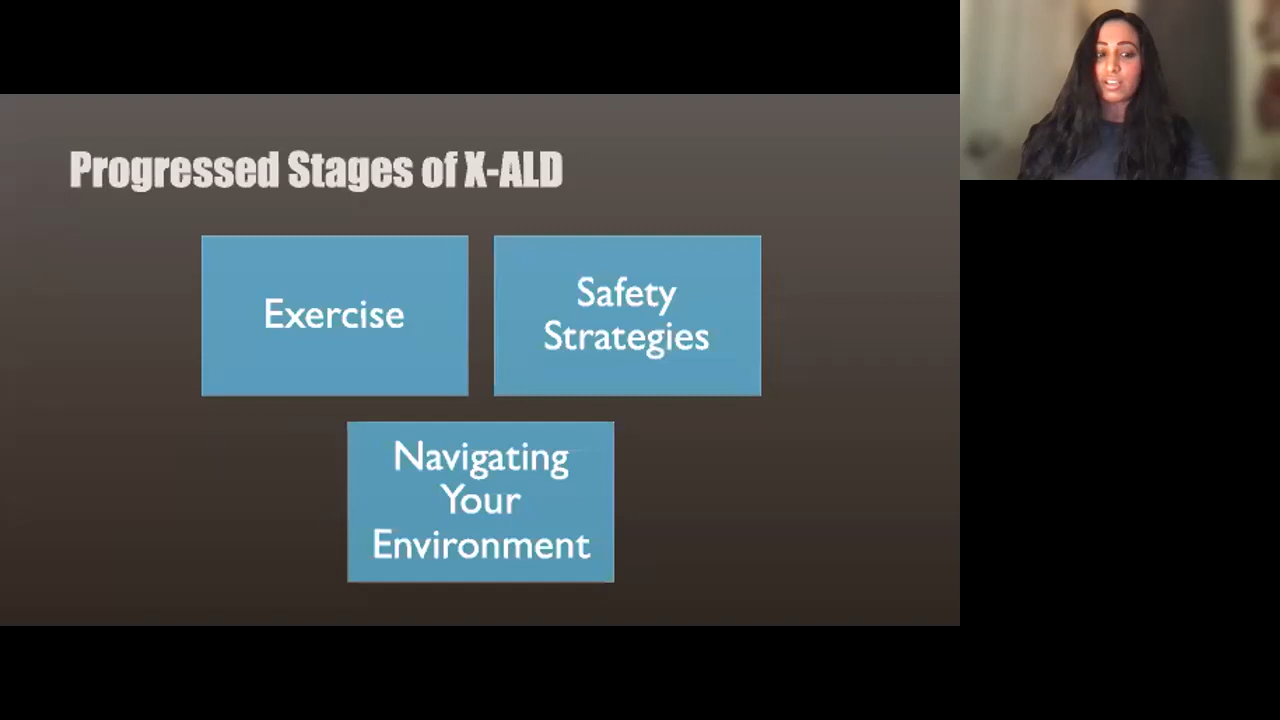 Progressed Stages of X-ALD
Exercise
Safety
Strategies
Navigating
Your
Environment